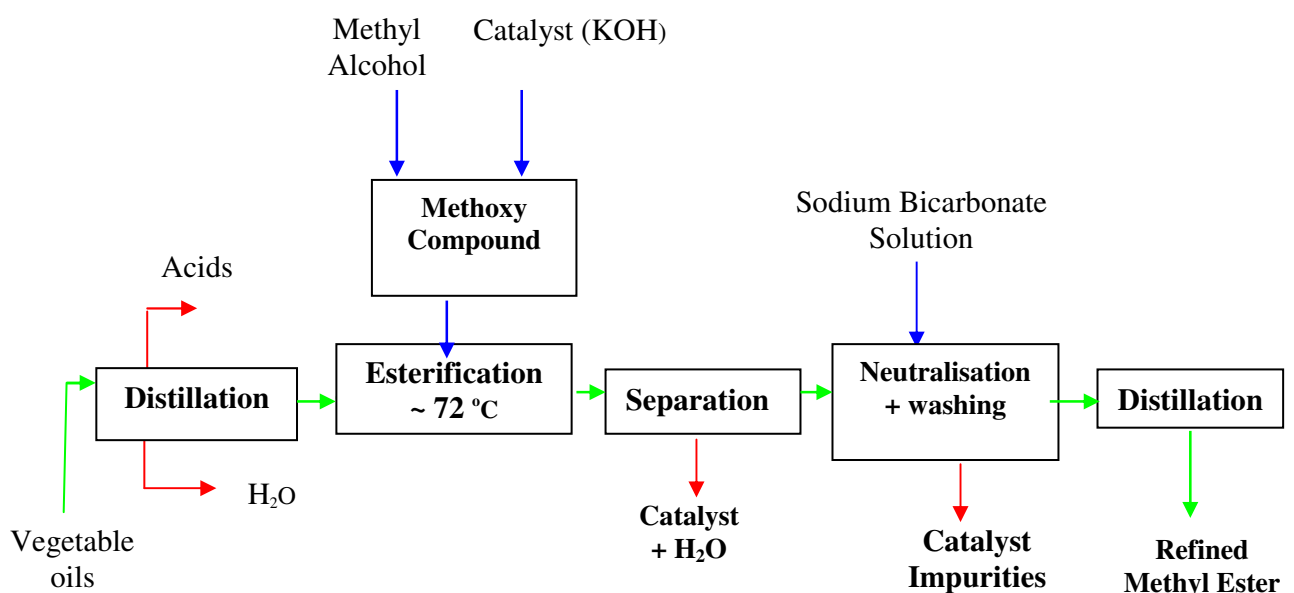 Methyl
Alcohol
Catalyst (KOH)
Methoxy
Compound
Sodium Bicarbonate
Solution
Acids
Distillation
Esterification
~ 72 °C
Separation
Neutralisation
+ washing
Distillation
H₂O
Vegetable
oils
Catalyst
+ H₂O
Catalyst
Impurities
Refined
Methyl Ester